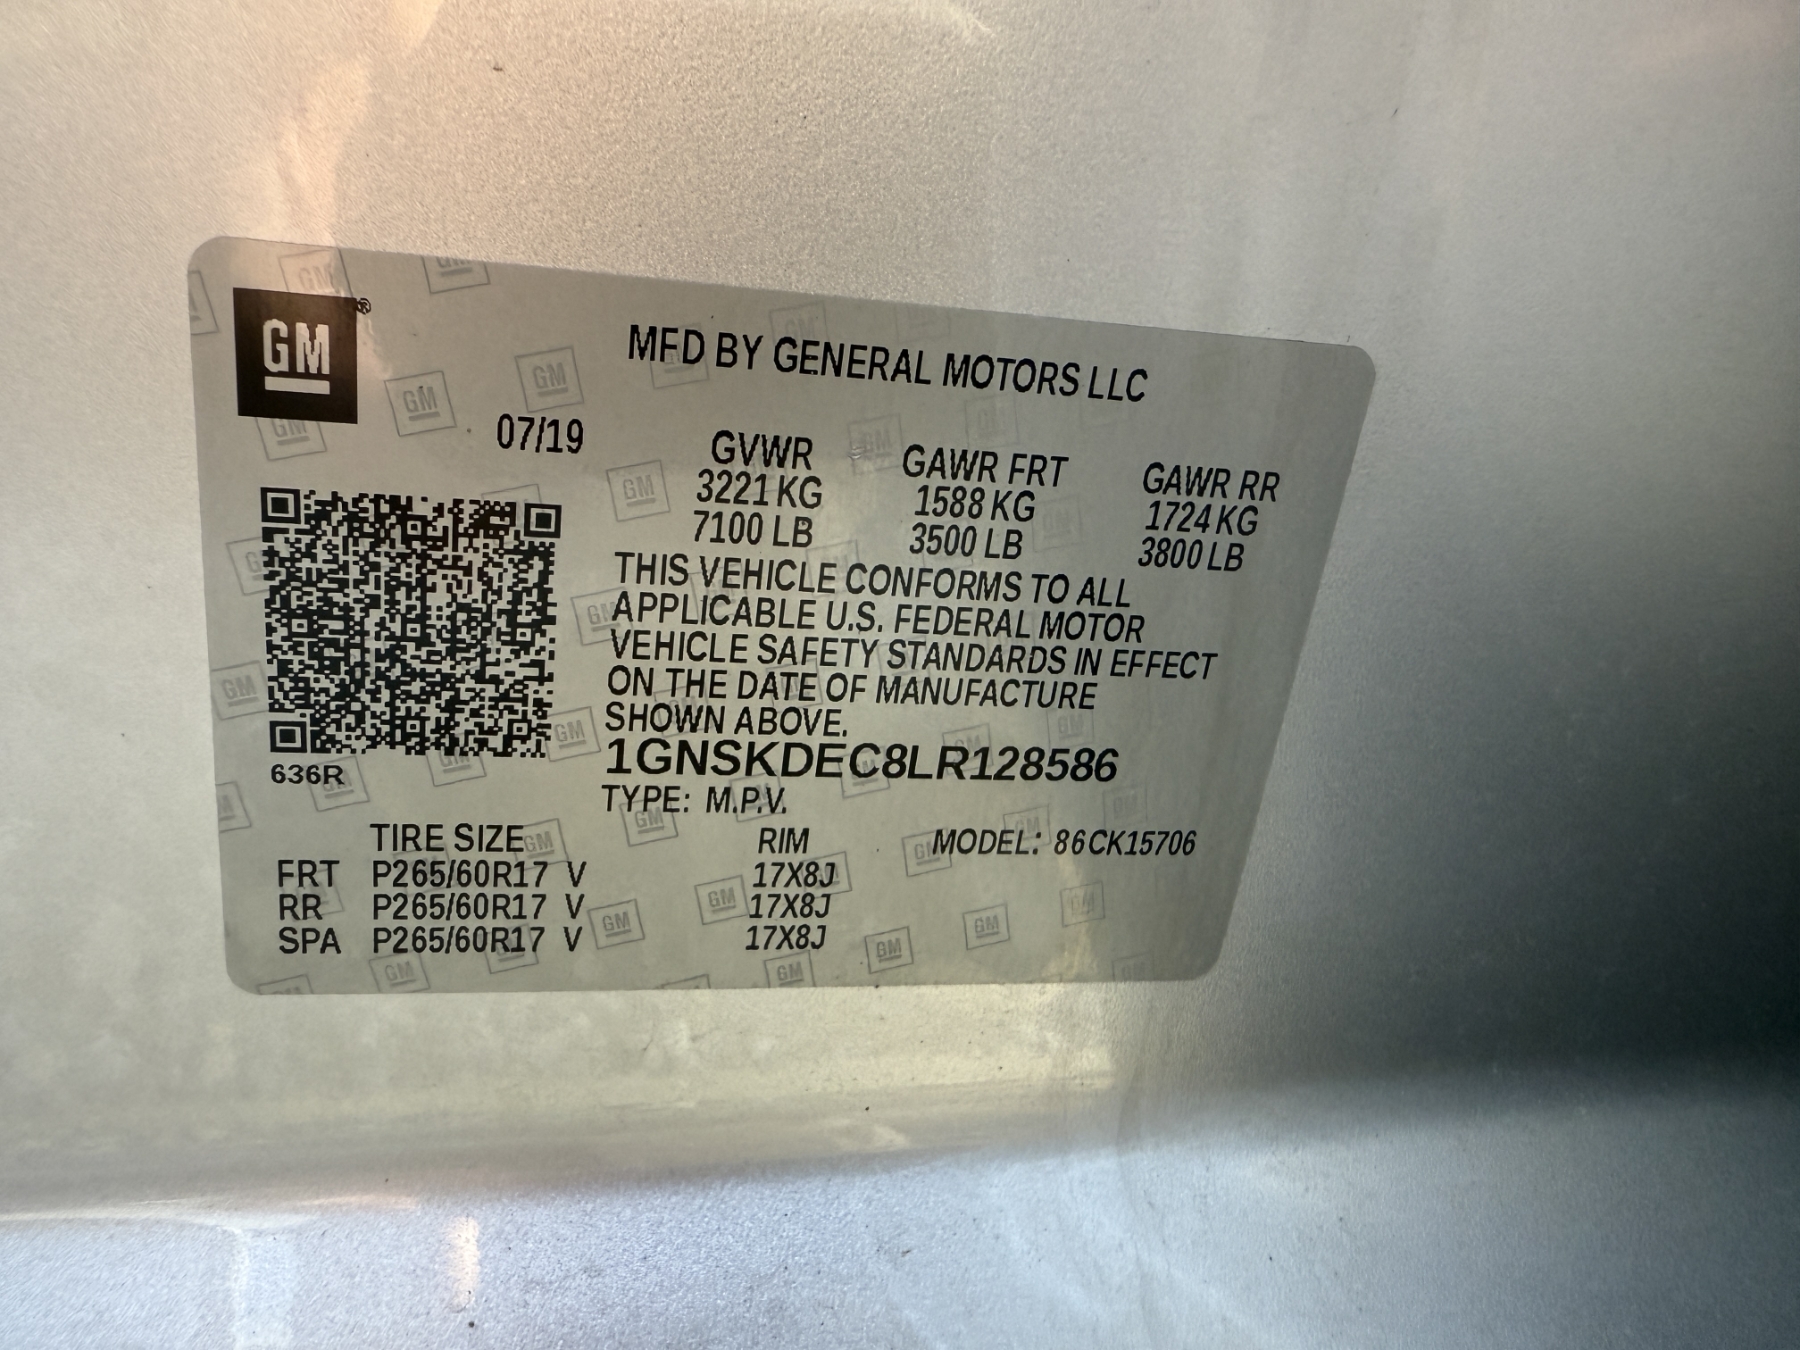 GM®
MFD BY GENERAL MOTORS LLC
07/19
GVWR GAWR FRT GAWR RR
3221 KG 1588 KG 1724 KG
7100 LB 3500 LB 3800 LB
THIS VEHICLE CONFORMS TO ALL
APPLICABLE U.S. FEDERAL MOTOR
VEHICLE SAFETY STANDARDS IN EFFECT
ON THE DATE OF MANUFACTURE
SHOWN ABOVE.
1GNSKDEC8LR128586
636R
TYPE: M.P.V.
TIRE SIZE RIM MODEL: 86CK15706
FRT P265/60R17 V 17X8J
RR P265/60R17 V 17X8J
SPA P265/60R17 V 17X8J